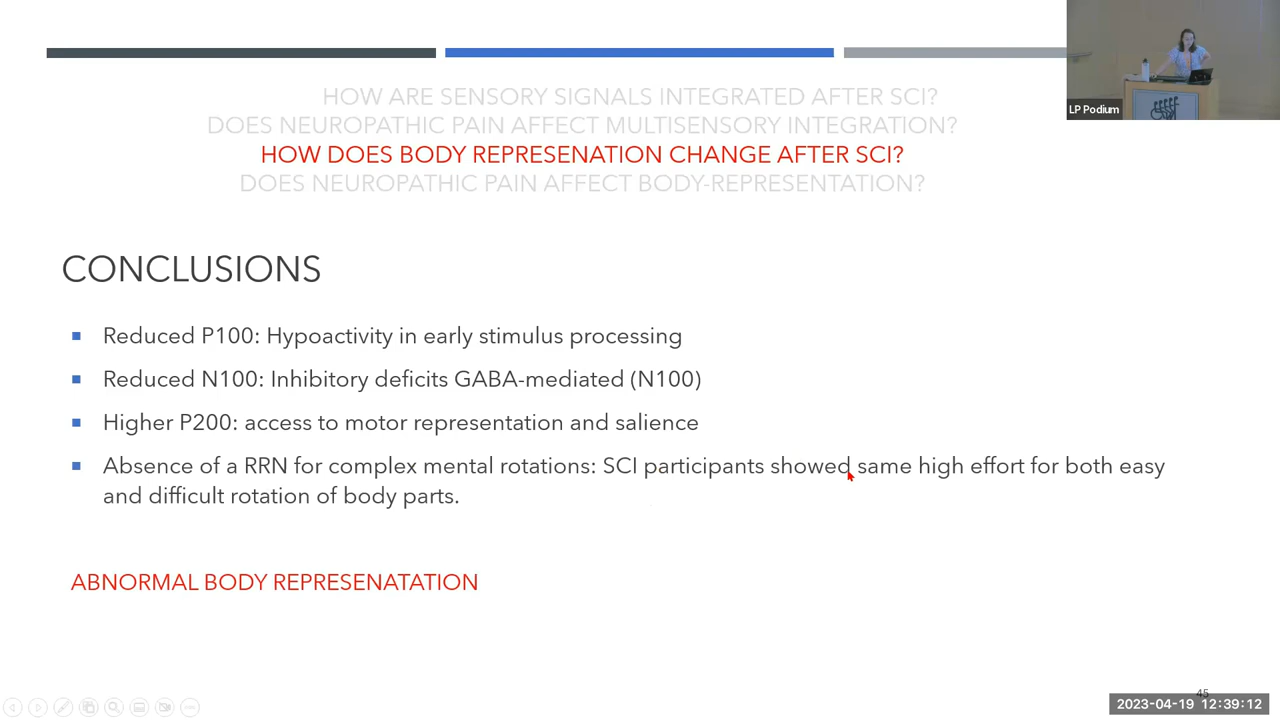 HOW ARE SENSORY SIGNALS INTEGRATED AFTER SCI?
DOES NEUROPATHIC PAIN AFFECT MULTISENSORY INTEGRATION?
HOW DOES BODY REPRESENATION CHANGE AFTER SCI?
DOES NEUROPATHIC PAIN AFFECT BODY-REPRESENTATION?
LP Podium
CONCLUSIONS
Reduced P100: Hypoactivity in early stimulus processing
Reduced N100: Inhibitory deficits GABA-mediated (N100)
Higher P200: access to motor representation and salience
Absence of a RRN for complex mental rotations: SCI participants showed same high effort for both easy
and difficult rotation of body parts.
ABNORMAL BODY REPRESENATATION
45
2023-04-19 12:39:12